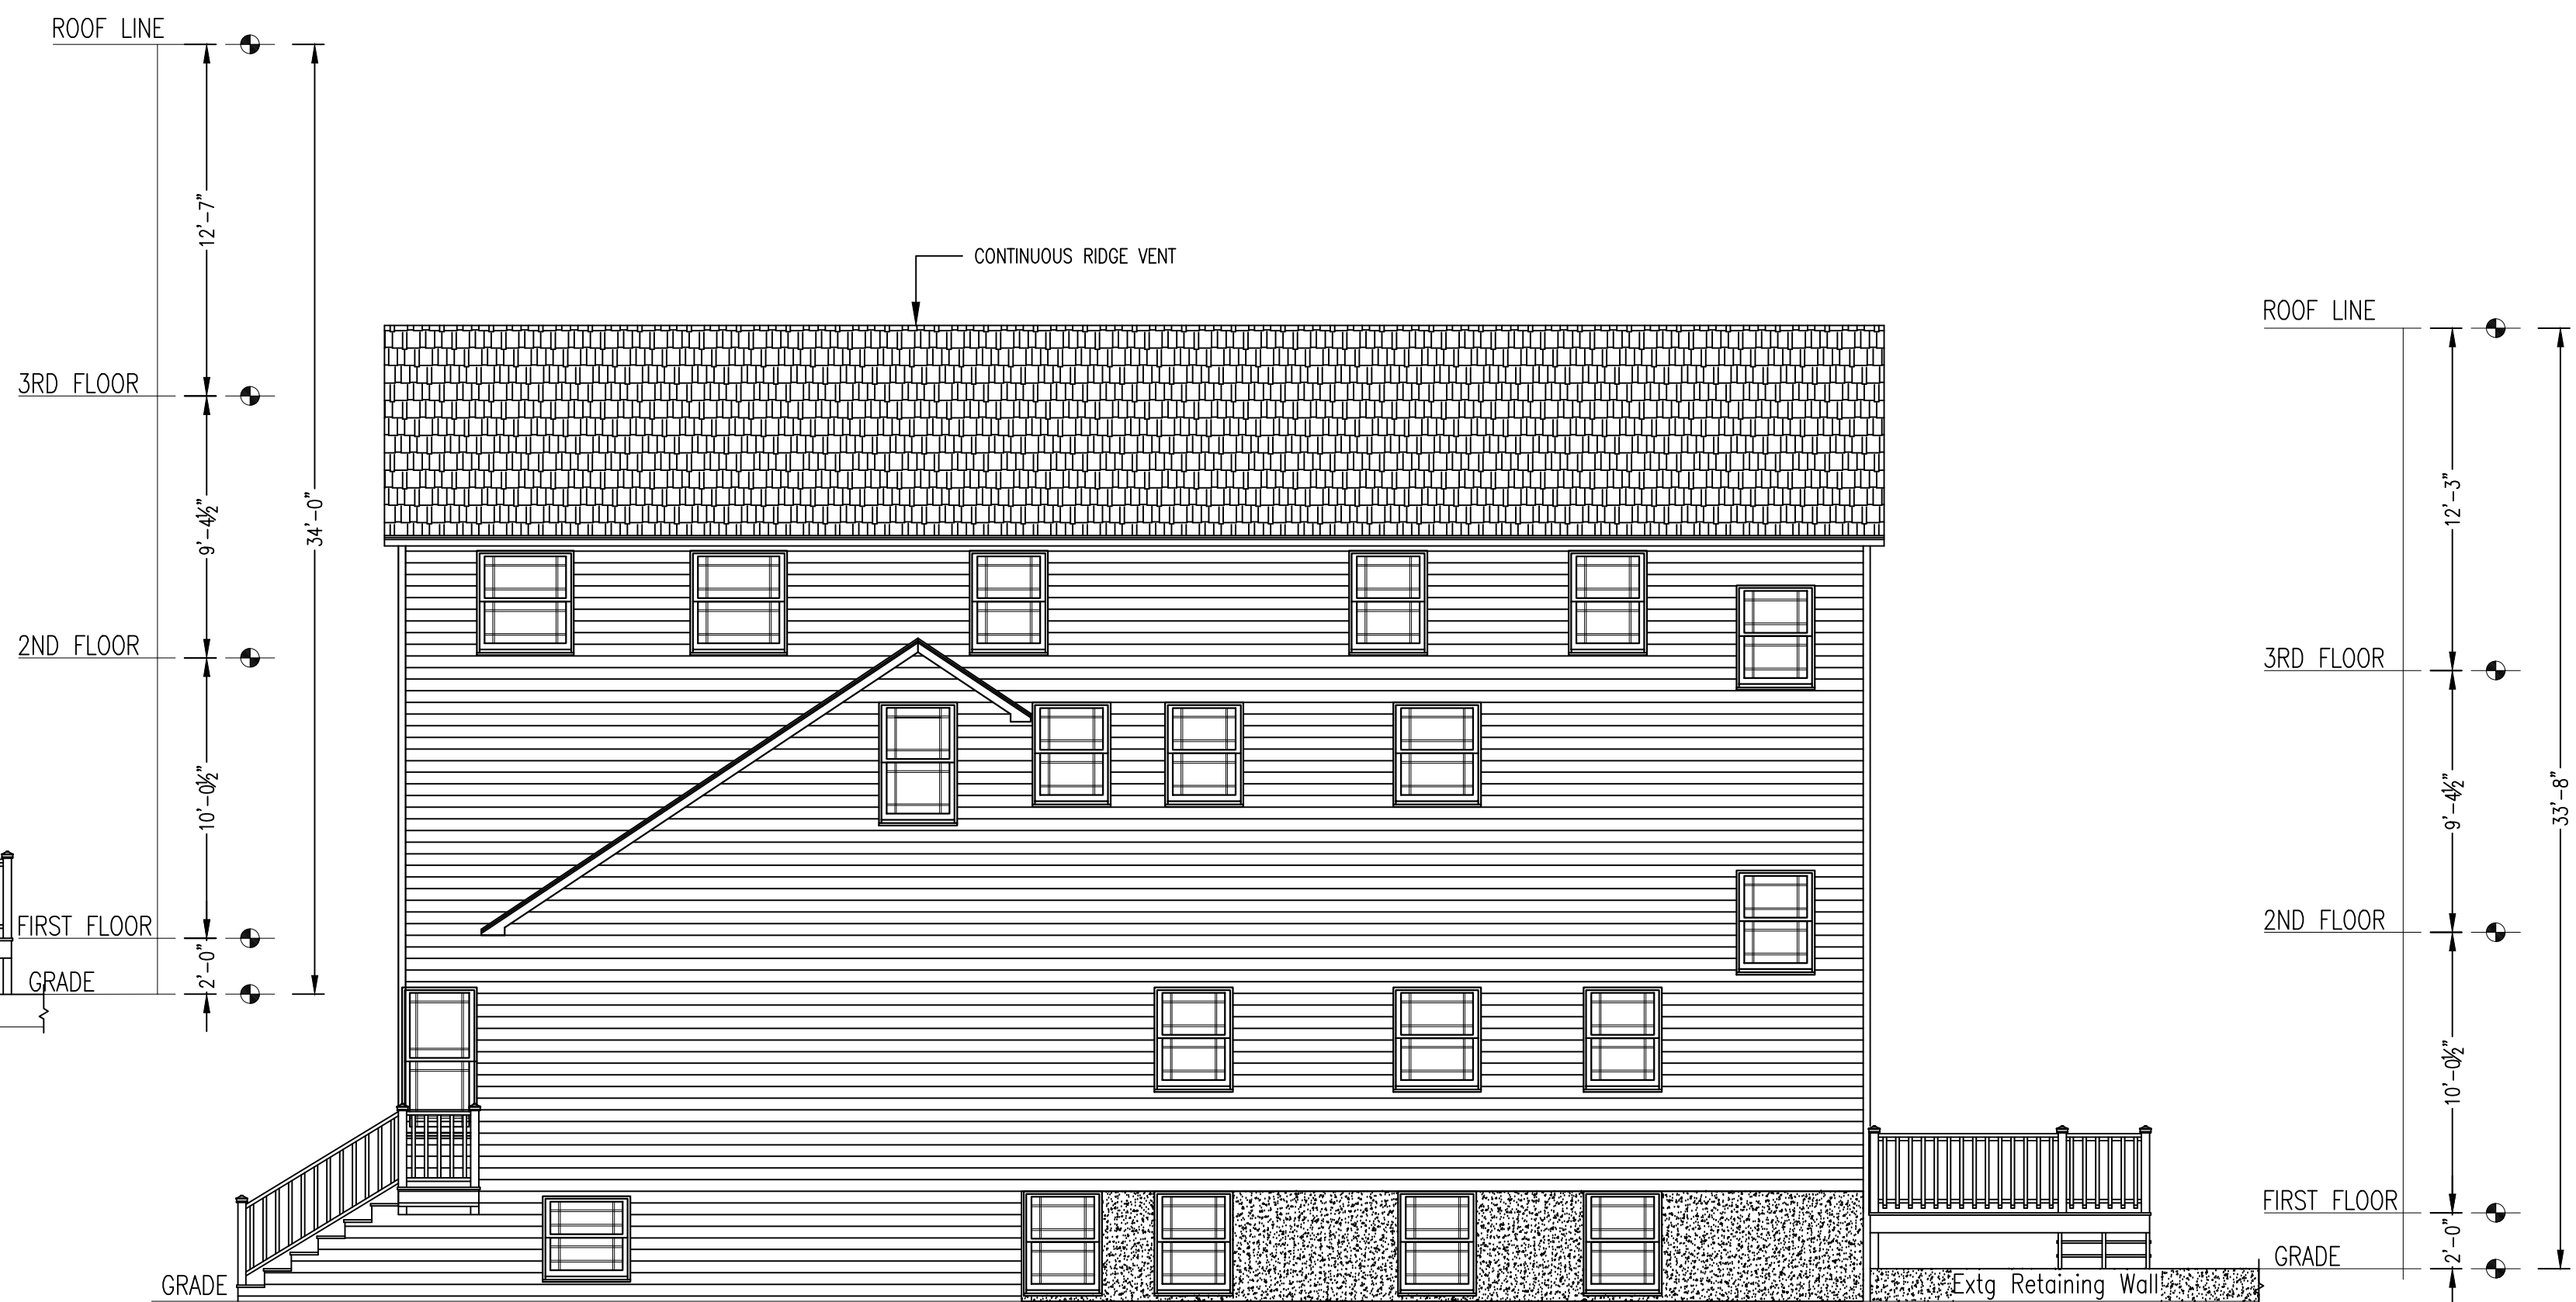 ROOF LINE
12'-7"
3RD FLOOR
9'-4½"
34'-0"
2ND FLOOR
10'-0½"
FIRST FLOOR
2'-0"
GRADE
GRADE
CONTINUOUS RIDGE VENT
ROOF LINE
12'-3"
3RD FLOOR
9'-4½"
33'-8"
2ND FLOOR
10'-0½"
FIRST FLOOR
2'-0"
GRADE
Extg Retaining Wall